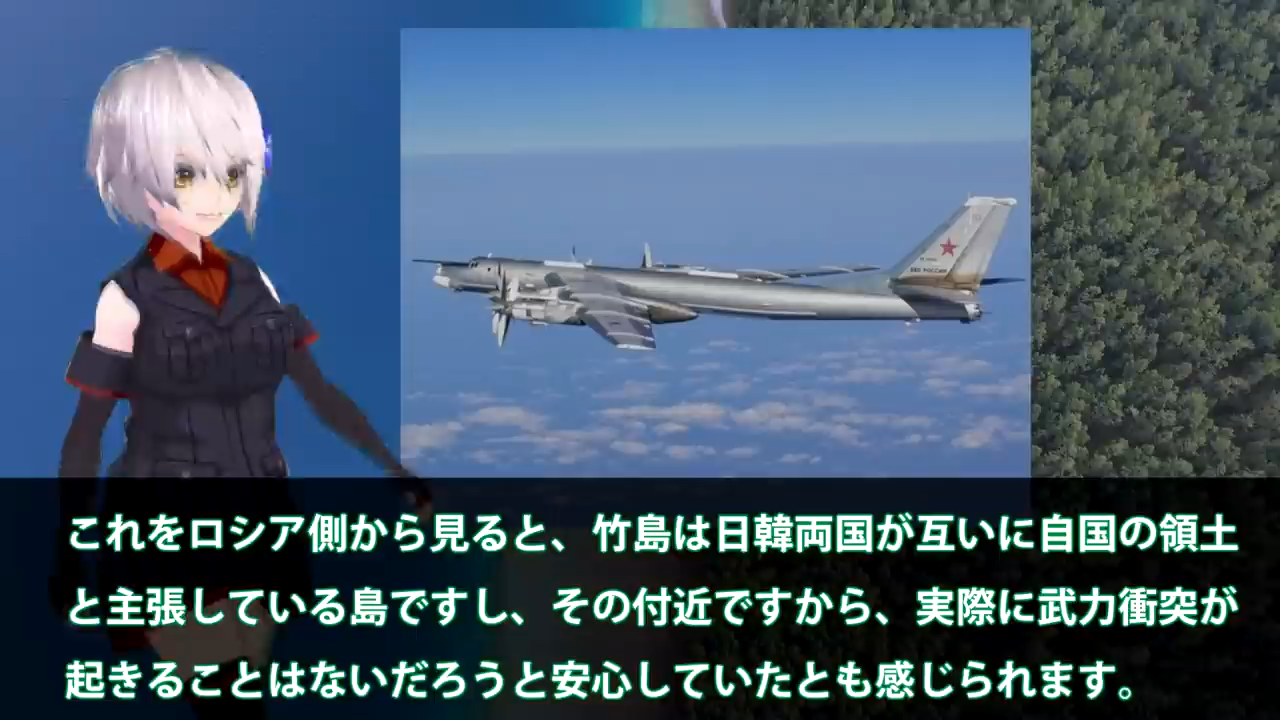 これをロシア側から見ると、竹島は日韓両国が互いに自国の領土
と主張している島ですし、その付近ですから、実際に武力衝突が
起きることはないだろうと安心していたとも感じられます。